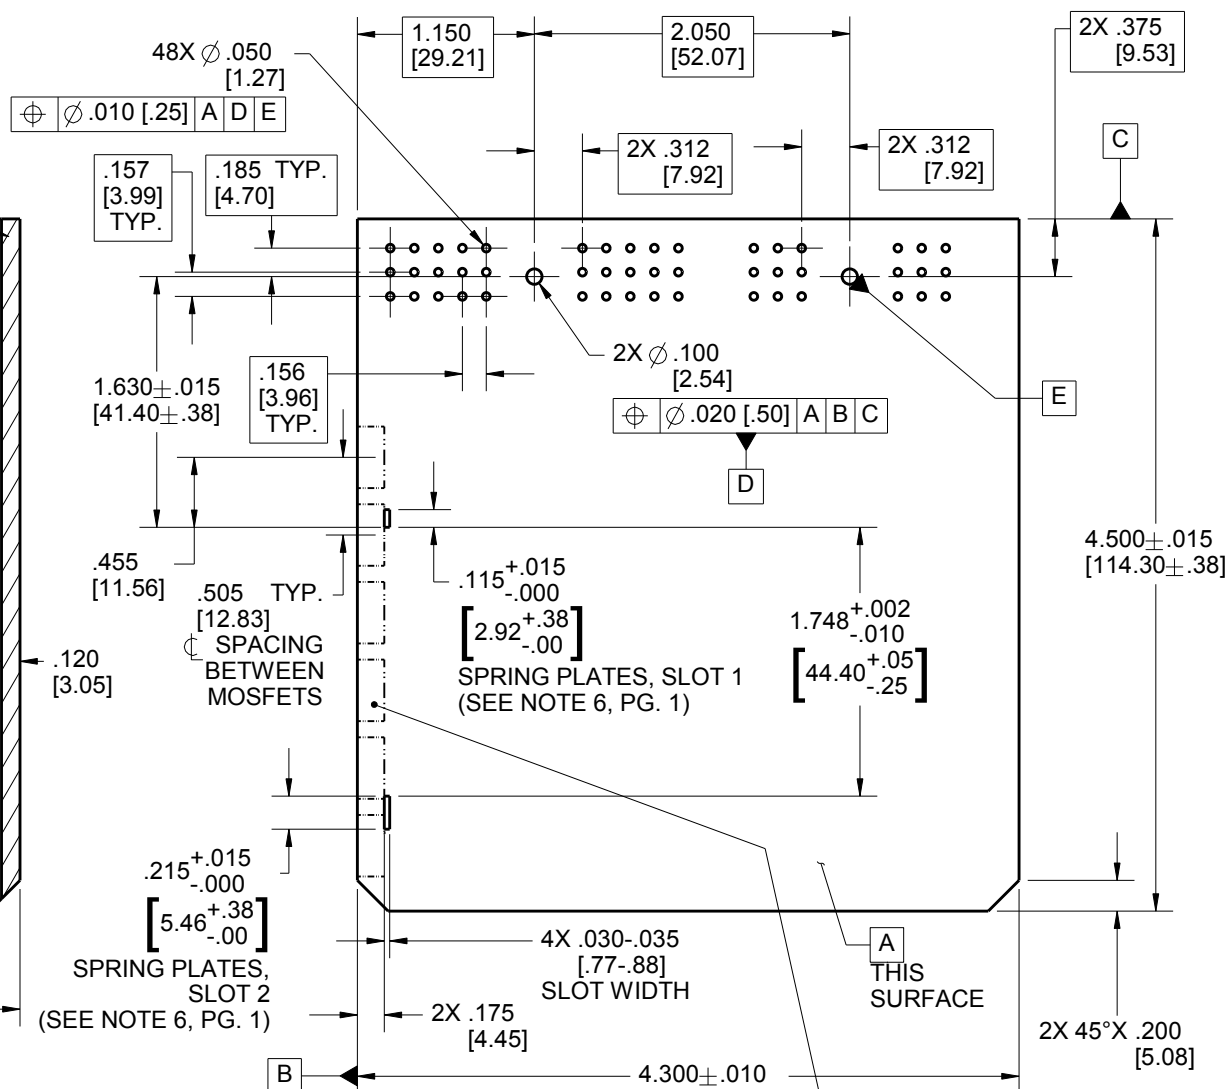 48X ⌀ .050
[1.27]
⌖ ⌀ .010 [.25] A D E
1.150
[29.21]
2.050
[52.07]
2X .375
[9.53]
C
.157
[3.99]
TYP.
.185 TYP.
[4.70]
2X .312
[7.92]
2X .312
[7.92]
1.630±.015
[41.40±.38]
.156
[3.96]
TYP.
2X ⌀ .100
[2.54]
⌖ ⌀ .020 [.50] A B C
D
E
.455
[11.56]
.505 TYP.
[12.83]
℄ SPACING
BETWEEN
MOSFETS
.115 +.015
-.000
[2.92 +.38
-.00]
SPRING PLATES, SLOT 1
(SEE NOTE 6, PG. 1)
1.748 +.002
-.010
[44.40 +.05
-.25]
4.500±.015
[114.30±.38]
.120
[3.05]
.215 +.015
-.000
[5.46 +.38
-.00]
SPRING PLATES,
SLOT 2
(SEE NOTE 6, PG. 1)
4X .030-.035
[.77-.88]
SLOT WIDTH
2X .175
[4.45]
A
THIS
SURFACE
2X 45°X .200
[5.08]
B
4.300±.010